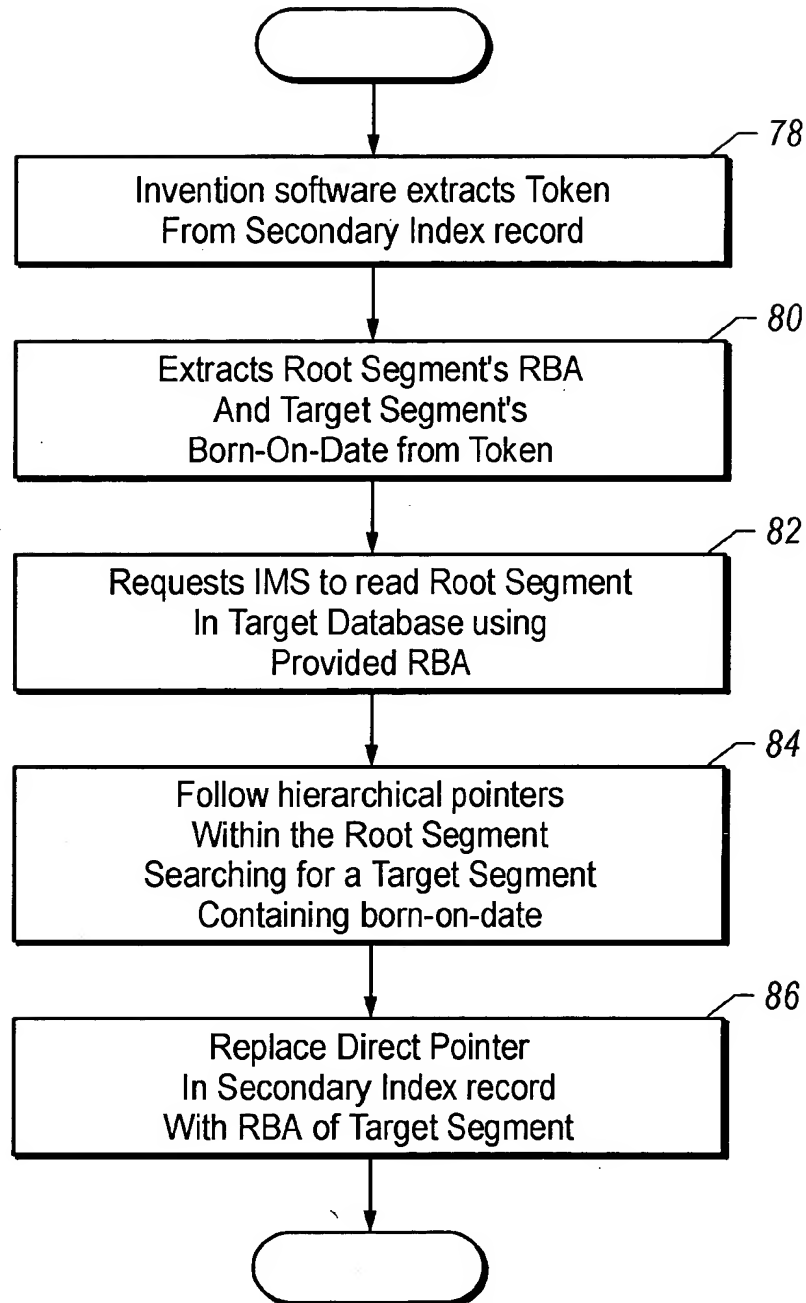 78
Invention software extracts Token
From Secondary Index record
80
Extracts Root Segment's RBA
And Target Segment's
Born-On-Date from Token
82
Requests IMS to read Root Segment
In Target Database using
Provided RBA
84
Follow hierarchical pointers
Within the Root Segment
Searching for a Target Segment
Containing born-on-date
86
Replace Direct Pointer
In Secondary Index record
With RBA of Target Segment